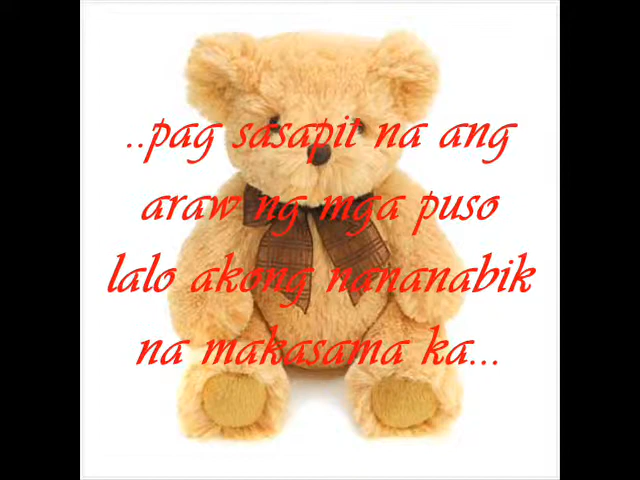 ..pag sasapit na ang
araw ng mga puso
lalo akong nananabik
na makasama ka...